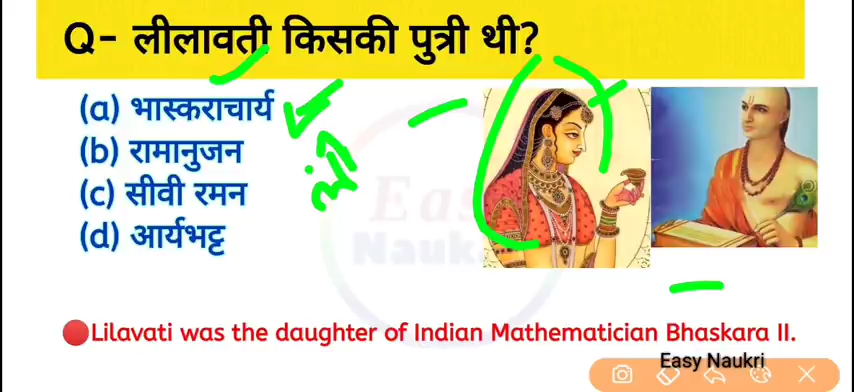 Q- लीलावती किसकी पुत्री थी?
(a) भास्कराचार्य
(b) रामानुजन
(c) सीवी रमन
(d) आर्यभट्ट
Lilavati was the daughter of Indian Mathematician Bhaskara II.
Easy Naukri